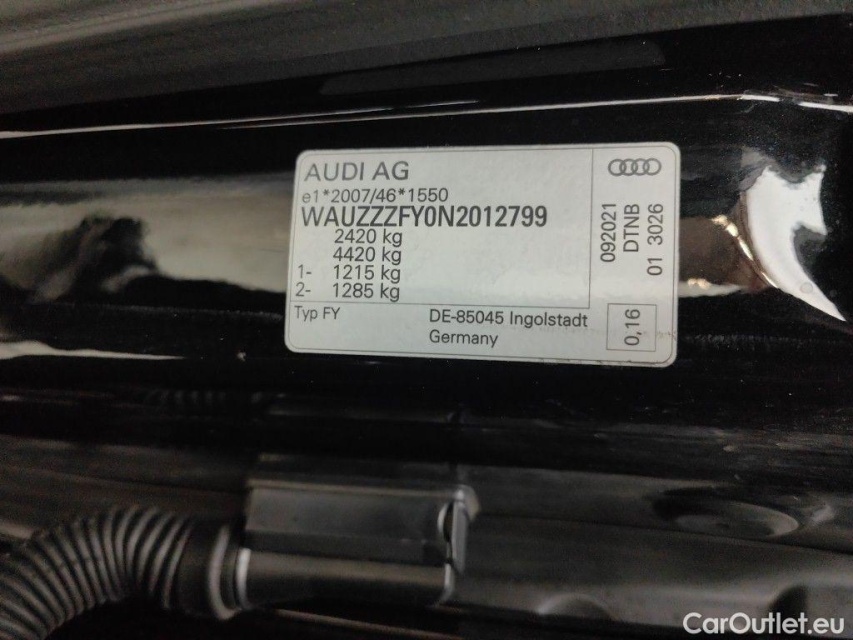 AUDI AG
e1*2007/46*1550
WAUZZZFY0N2012799
2420 kg
4420 kg
1- 1215 kg
2- 1285 kg
Typ FY
DE-85045 Ingolstadt
Germany
092021
DTNB
01 3026
0,16
CarOutlet.eu